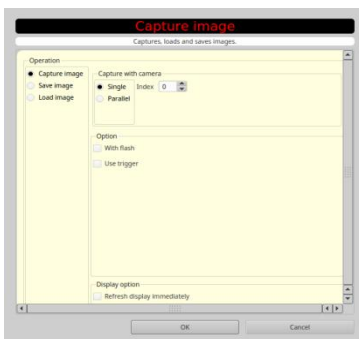 Capture image
Captures, loads and saves images.
Operation
Capture image
Save image
Load image
Capture with camera
Single Index 0
Parallel
Option
With flash
Use trigger
Display option
Refresh display immediately
OK Cancel